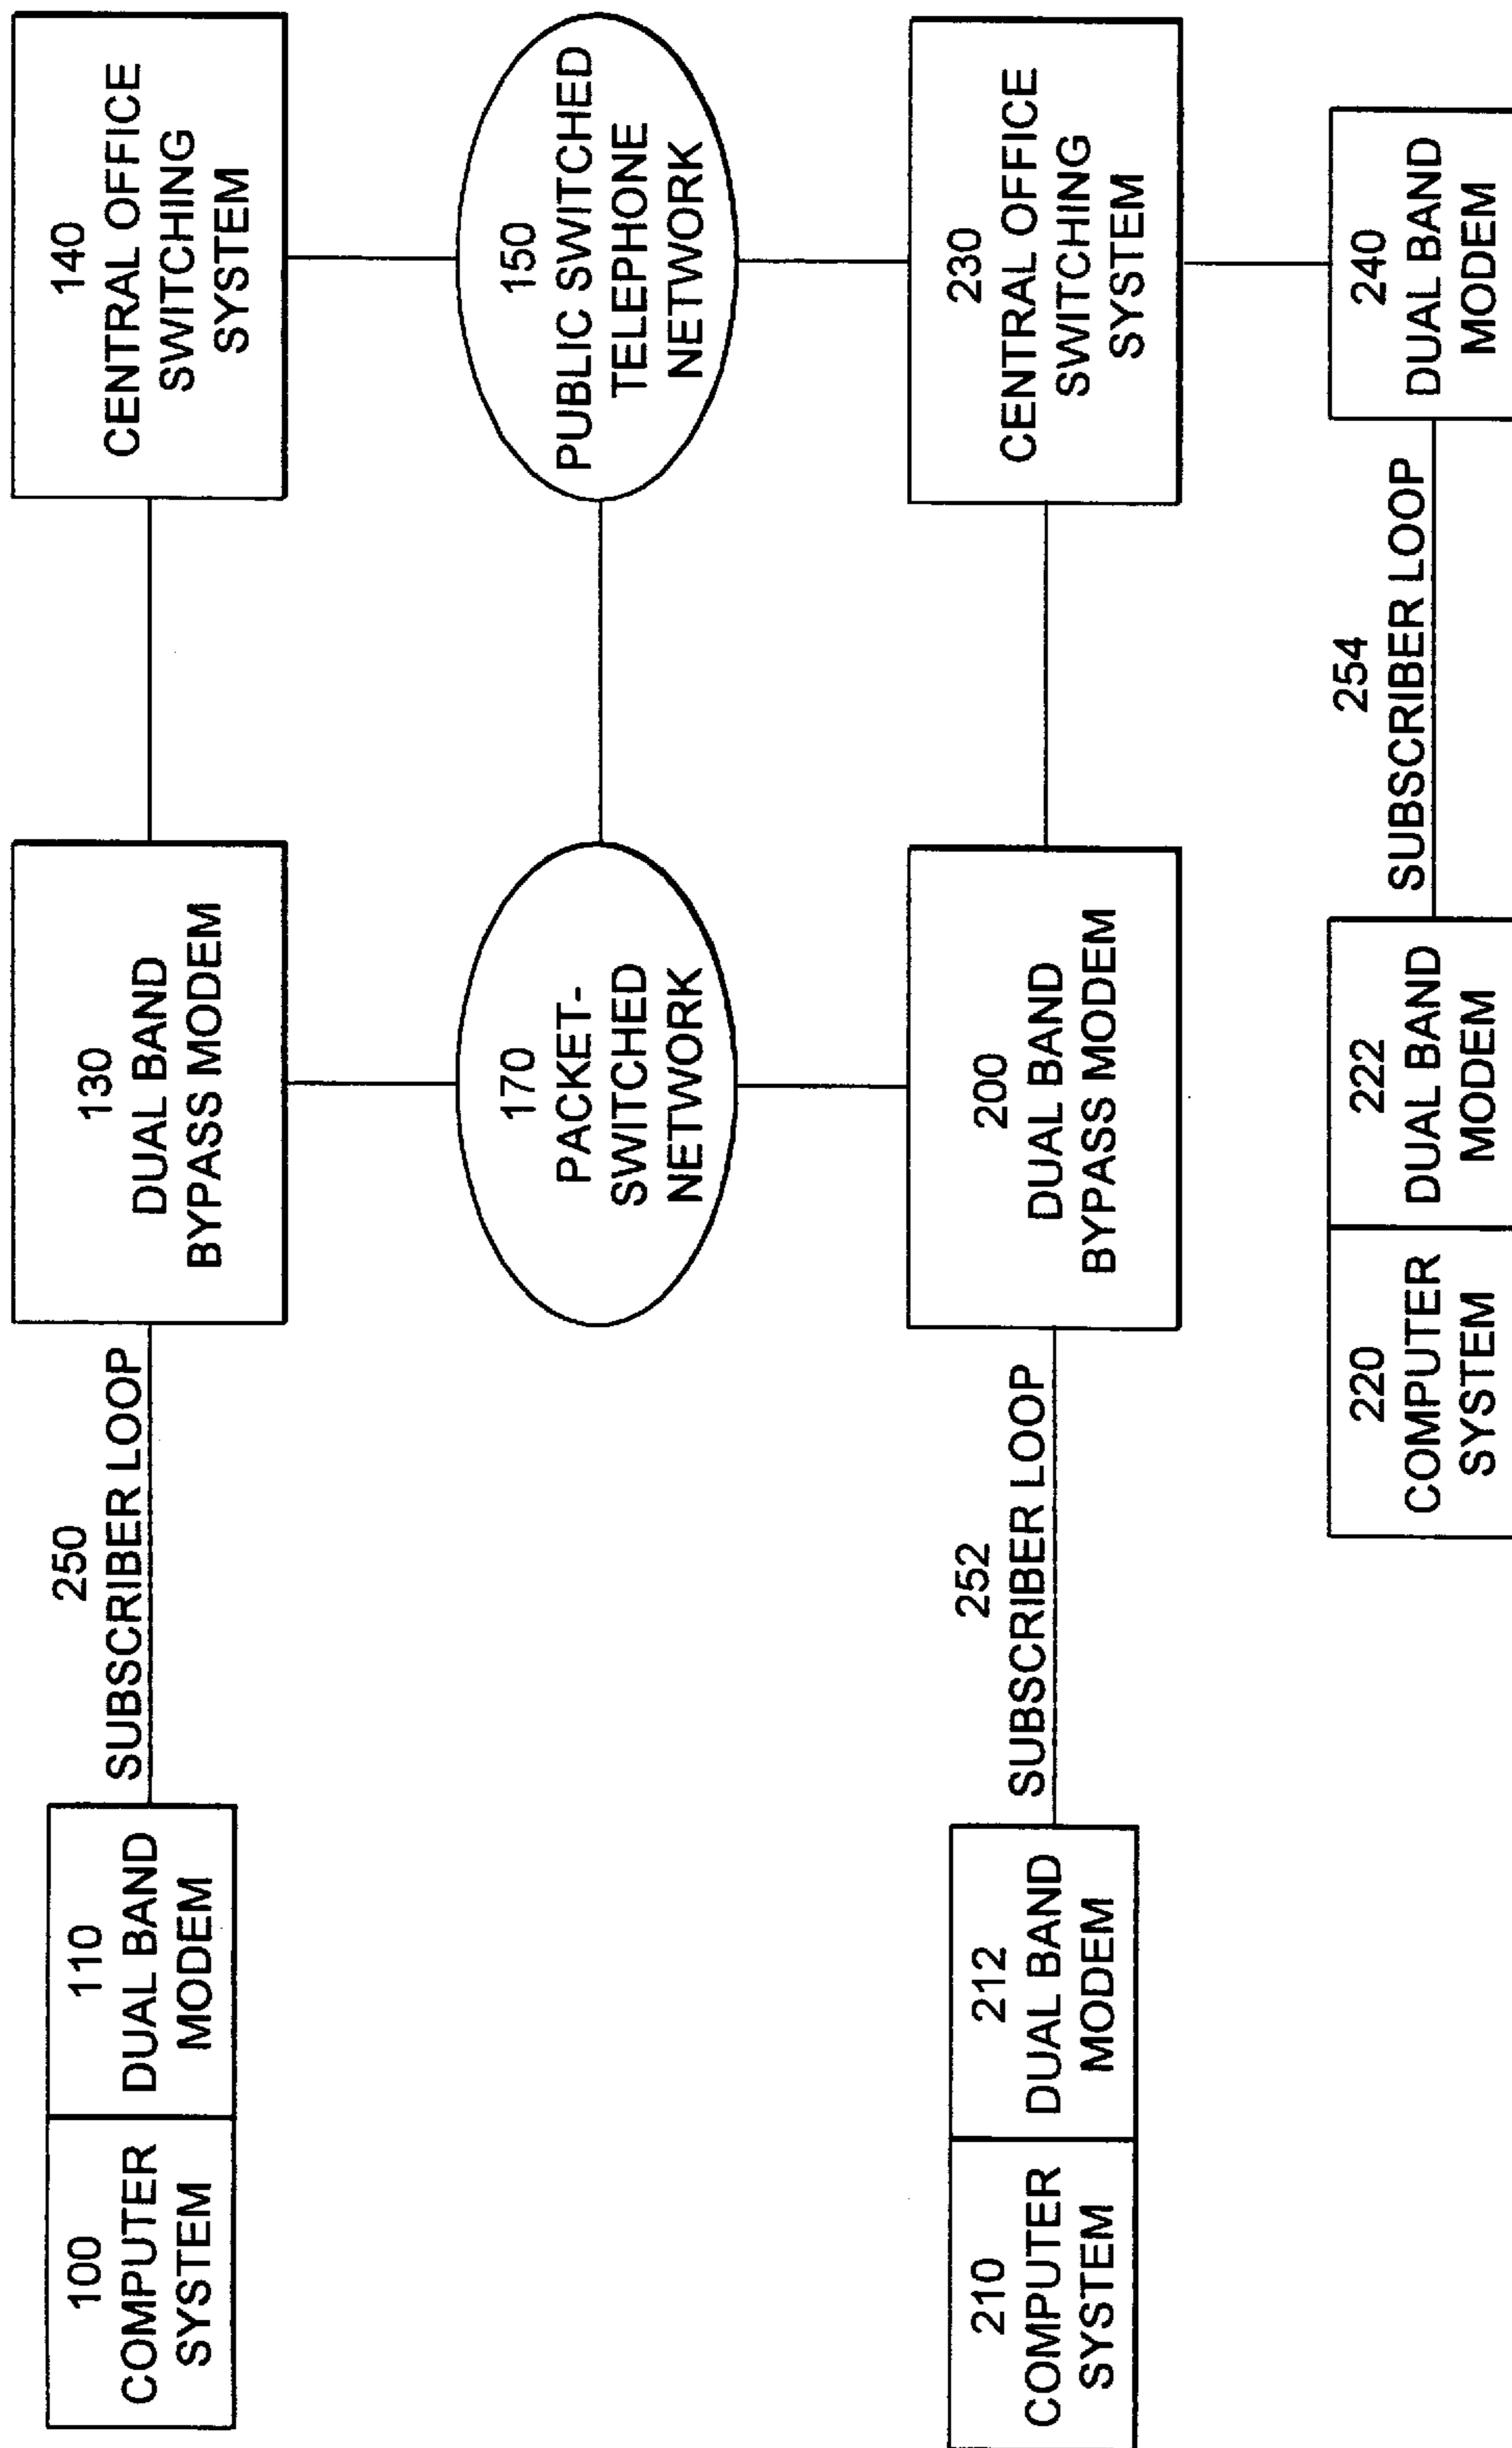 100
COMPUTER
SYSTEM
110
DUAL BAND
MODEM
250
SUBSCRIBER LOOP
130
DUAL BAND
BYPASS MODEM
140
CENTRAL OFFICE
SWITCHING
SYSTEM
170
PACKET-
SWITCHED
NETWORK
150
PUBLIC SWITCHED
TELEPHONE
NETWORK
210
COMPUTER
SYSTEM
212
DUAL BAND
MODEM
252
SUBSCRIBER LOOP
200
DUAL BAND
BYPASS MODEM
230
CENTRAL OFFICE
SWITCHING
SYSTEM
220
COMPUTER
SYSTEM
222
DUAL BAND
MODEM
254
SUBSCRIBER LOOP
240
DUAL BAND
MODEM